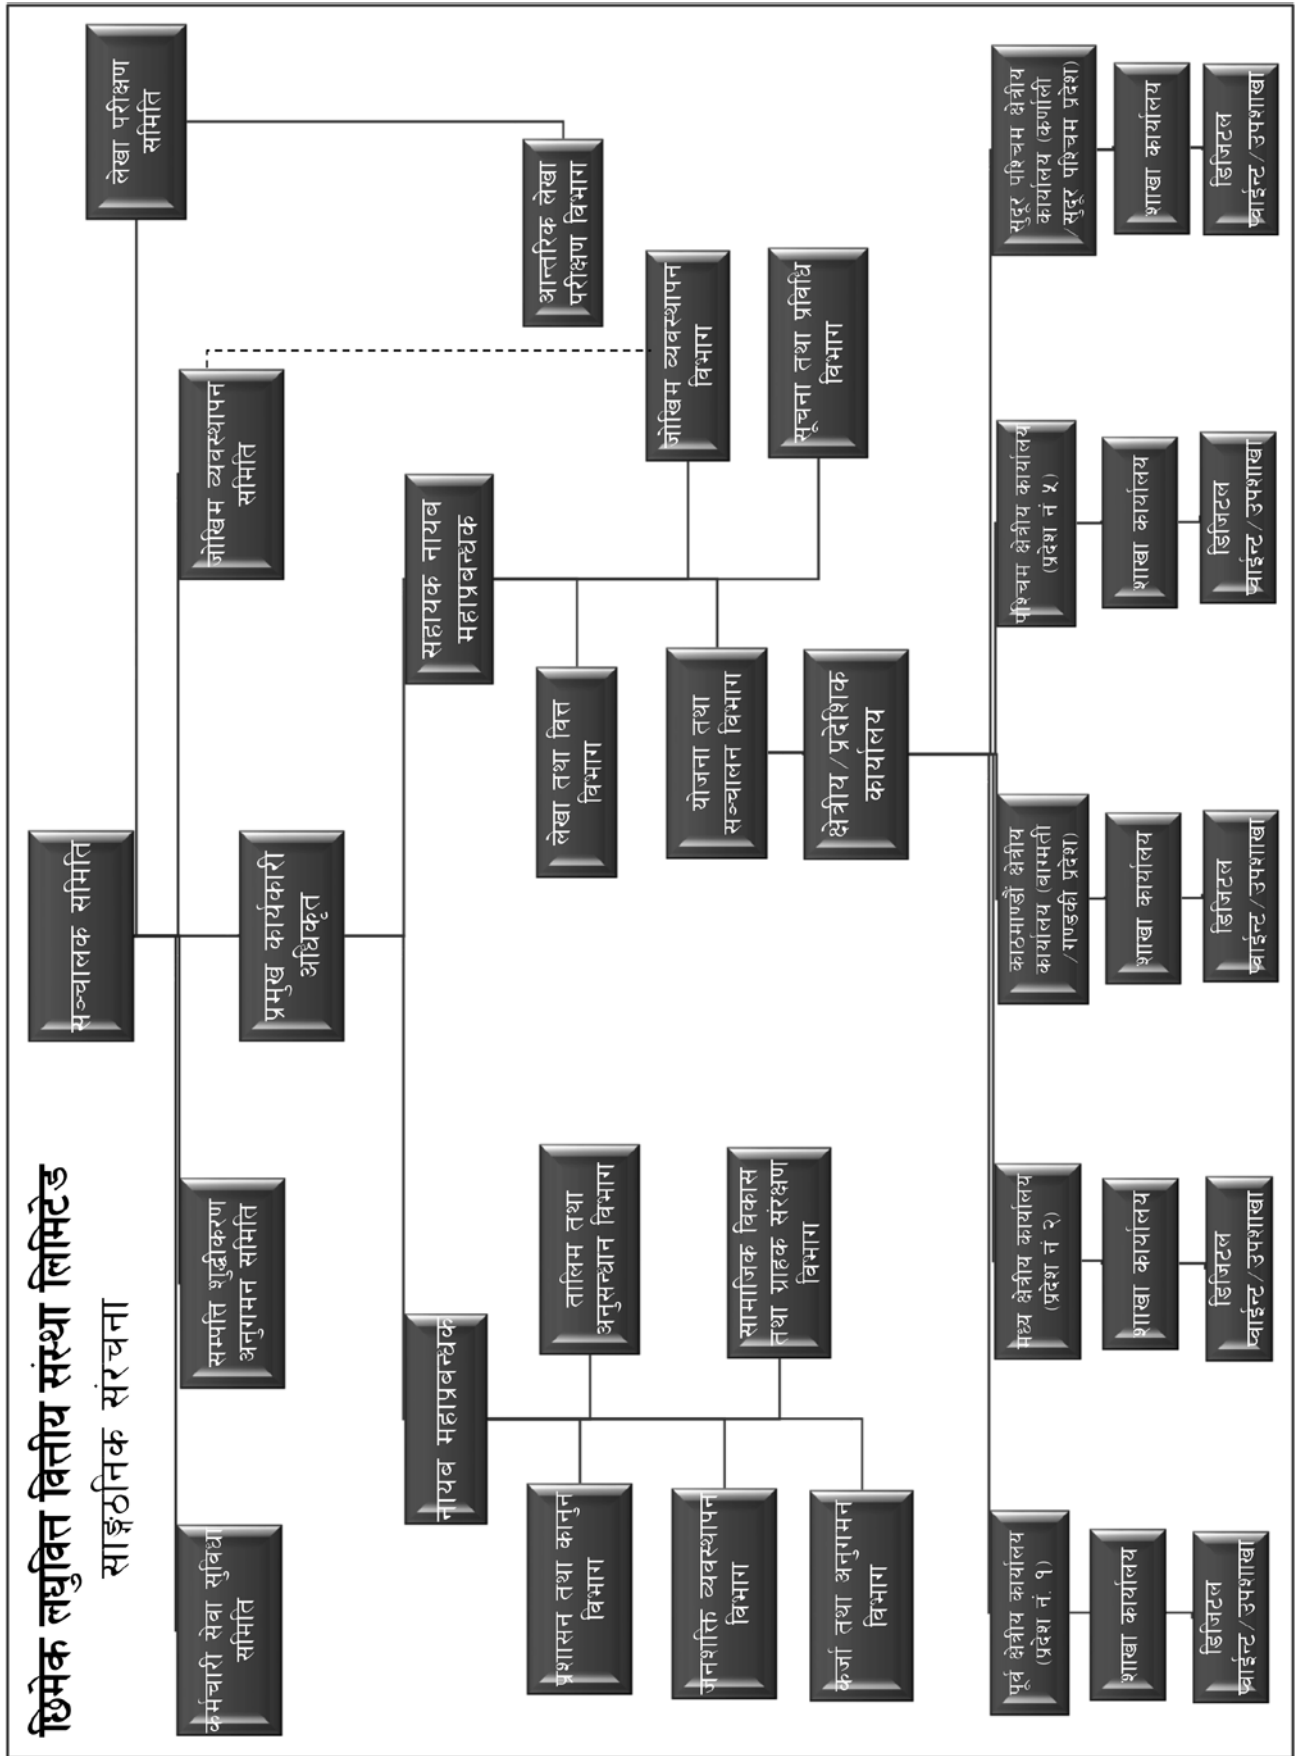 छिमेक लघुवित्त वित्तीय संस्था लिमिटेड
साङ्गठनिक संरचना
सञ्चालक समिति
लेखा परीक्षण
समिति
कर्मचारी सेवा सुविधा
समिति
सम्पत्ति शुद्धीकरण
अनुगमन समिति
जोखिम व्यवस्थापन
समिति
प्रमुख कार्यकारी
अधिकृत
नायब महाप्रबन्धक
सहायक नायब
महाप्रबन्धक
आन्तरिक लेखा
परीक्षण विभाग
प्रशासन तथा कानुन
विभाग
तालिम तथा
अनुसन्धान विभाग
लेखा तथा वित्त
विभाग
जोखिम व्यवस्थापन
विभाग
जनशक्ति व्यवस्थापन
विभाग
सामाजिक विकास
तथा ग्राहक संरक्षण
विभाग
योजना तथा
सञ्चालन विभाग
सूचना तथा प्रविधि
विभाग
कर्जा तथा अनुगमन
विभाग
क्षेत्रीय/प्रदेशिक
कार्यालय
पूर्व क्षेत्रीय कार्यालय
(प्रदेश नं. १)
मध्य क्षेत्रीय कार्यालय
(प्रदेश नं २)
काठमाण्डौं क्षेत्रीय
कार्यालय (बाग्मती
/गण्डकी प्रदेश)
पश्चिम क्षेत्रीय कार्यालय
(प्रदेश नं ५)
सुदूर पश्चिम क्षेत्रीय
कार्यालय (कर्णाली
/सुदूर पश्चिम प्रदेश)
शाखा कार्यालय
शाखा कार्यालय
शाखा कार्यालय
शाखा कार्यालय
शाखा कार्यालय
डिजिटल
प्वाईन्ट/उपशाखा
डिजिटल
प्वाईन्ट/उपशाखा
डिजिटल
प्वाईन्ट/उपशाखा
डिजिटल
प्वाईन्ट/उपशाखा
डिजिटल
प्वाईन्ट/उपशाखा